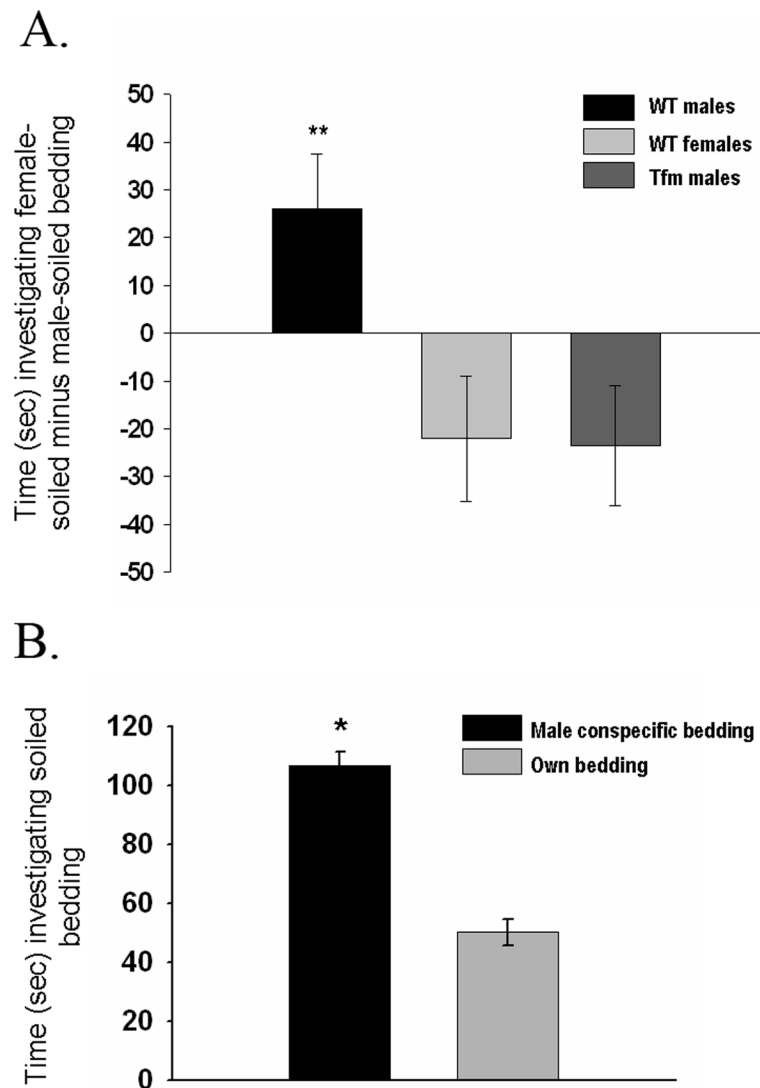 A.
Time (sec) investigating female-
soiled minus male-soiled bedding
50
40
30
20
10
0
-10
-20
-30
-40
-50
**
WT males
WT females
Tfm males
B.
Time (sec) investigating soiled
bedding
120
100
80
60
40
20
0
*
Male conspecific bedding
Own bedding